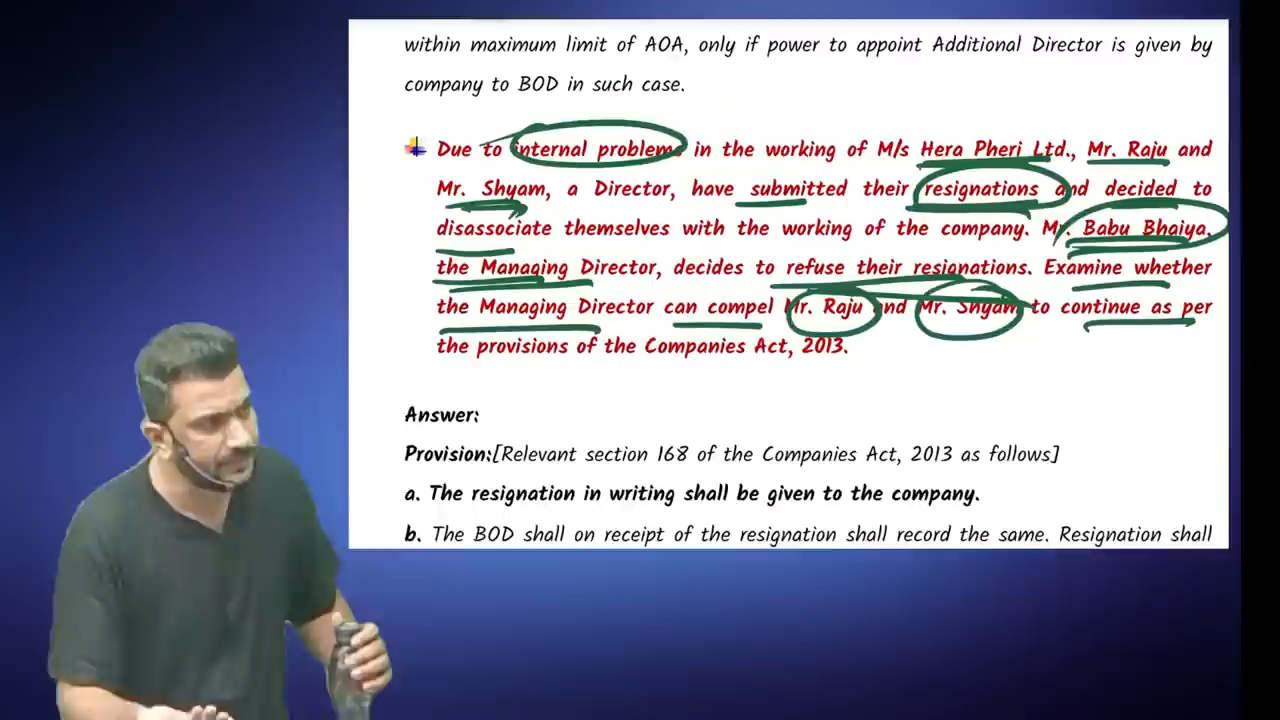 within maximum limit of AOA, only if power to appoint Additional Director is given by
company to BOD in such case.
Due to internal problems in the working of M/s Hera Pheri Ltd., Mr. Raju and
Mr. Shyam, a Director, have submitted their resignations and decided to
disassociate themselves with the working of the company. Mr. Babu Bhaiya,
the Managing Director, decides to refuse their resignations. Examine whether
the Managing Director can compel Mr. Raju and Mr. Shyam to continue as per
the provisions of the Companies Act, 2013.
Answer:
Provision:[Relevant section 168 of the Companies Act, 2013 as follows]
a. The resignation in writing shall be given to the company.
b. The BOD shall on receipt of the resignation shall record the same. Resignation shall